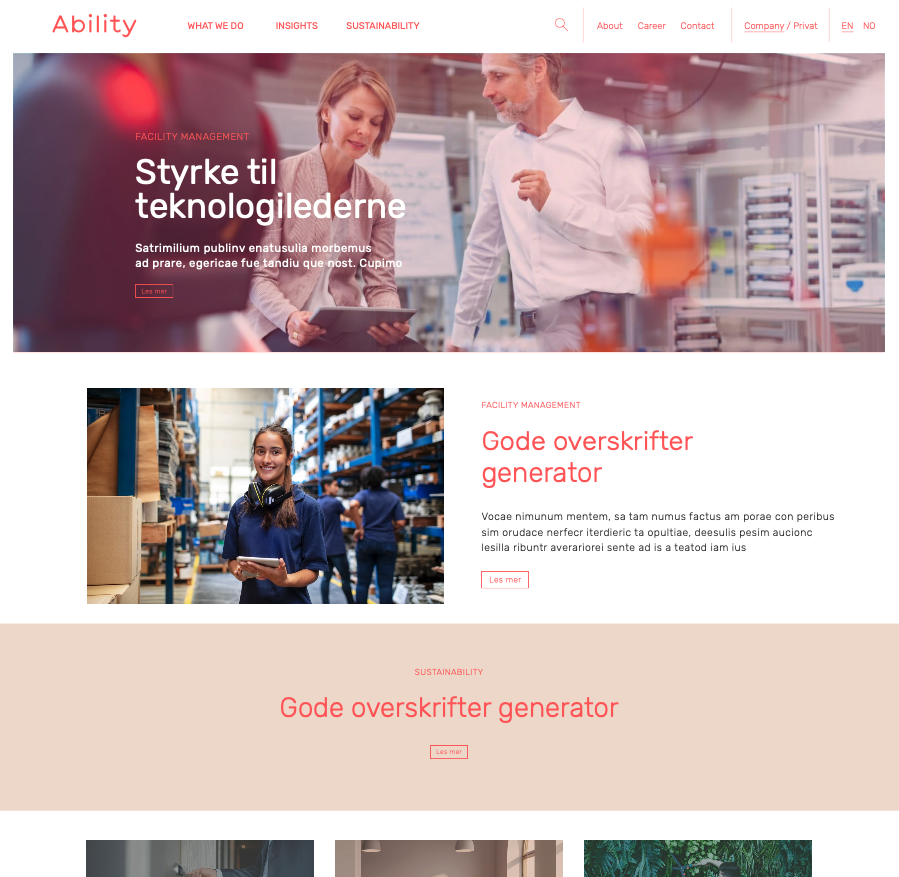 Ability
WHAT WE DO
INSIGHTS
SUSTAINABILITY
About
Career
Contact
Company / Privat
EN
NO
FACILITY MANAGEMENT
Styrke til
teknologilederne
Satrimilium publinv enatusulia morbemus
ad prare, egericae fue tandiu que nost. Cupimo
Les mer
FACILITY MANAGEMENT
Gode overskrifter
generator
Vocae nimunum mentem, sa tam numus factus am porae con peribus
sim orudace nerfecr iterdieric ta opultiae, deesulis pesim aucionc
lesilla ribuntr averariorei sente ad is a teatod iam ius
Les mer
SUSTAINABILITY
Gode overskrifter generator
Les mer